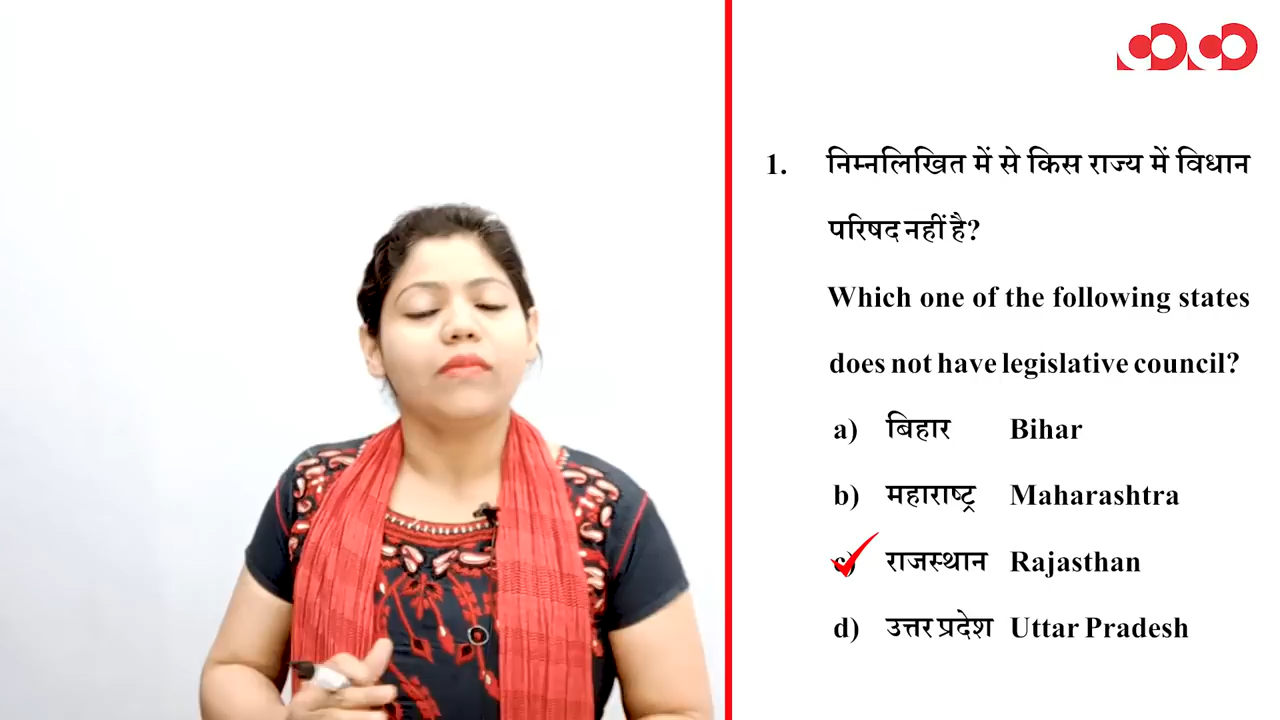 1. निम्नलिखित में से किस राज्य में विधान
परिषद नहीं है?
Which one of the following states
does not have legislative council?
a) बिहार Bihar
b) महाराष्ट्र Maharashtra
c) राजस्थान Rajasthan
d) उत्तर प्रदेश Uttar Pradesh